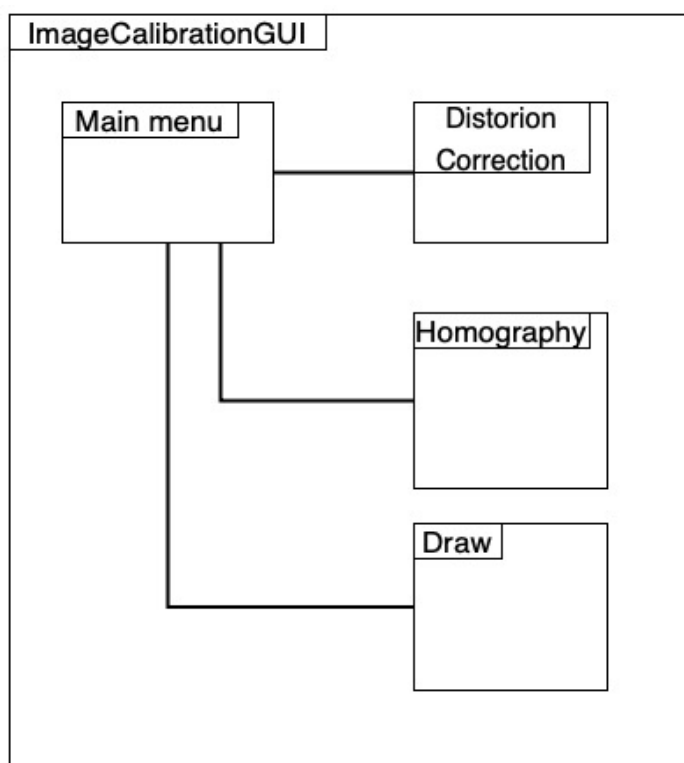 ImageCalibrationGUI
Main menu
Distorion
Correction
Homography
Draw